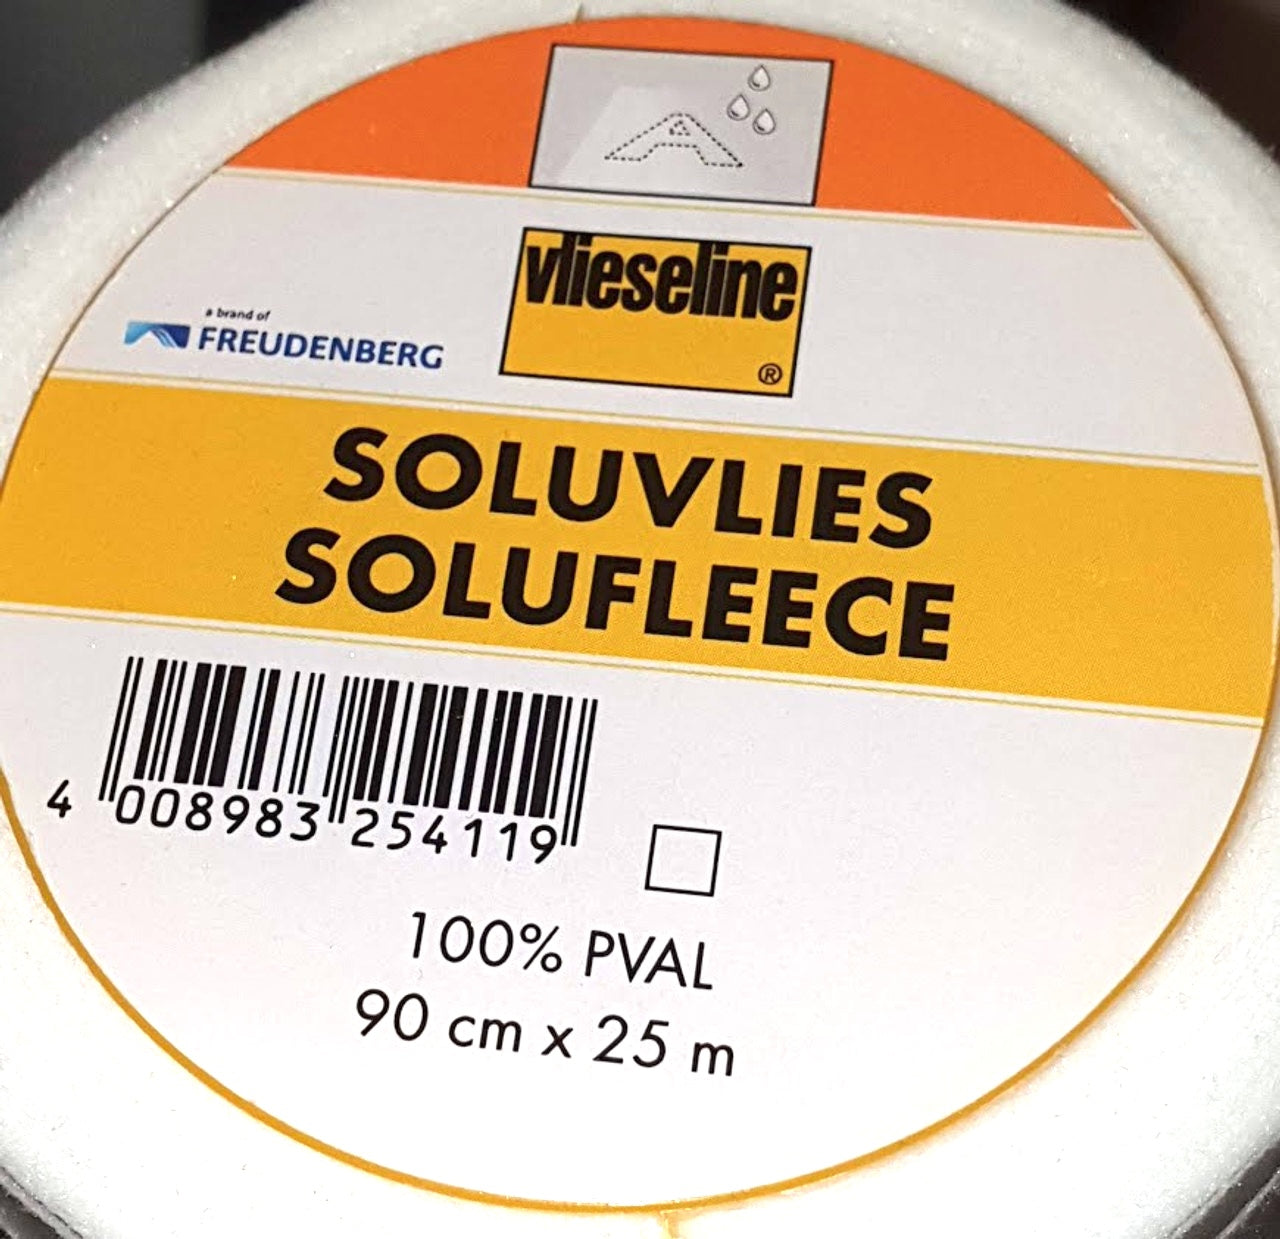 A
vlieseline
®
a brand of
FREUDENBERG
SOLUVLIES
SOLUFLEECE
4 008983 254119
100% PVAL
90 cm x 25 m